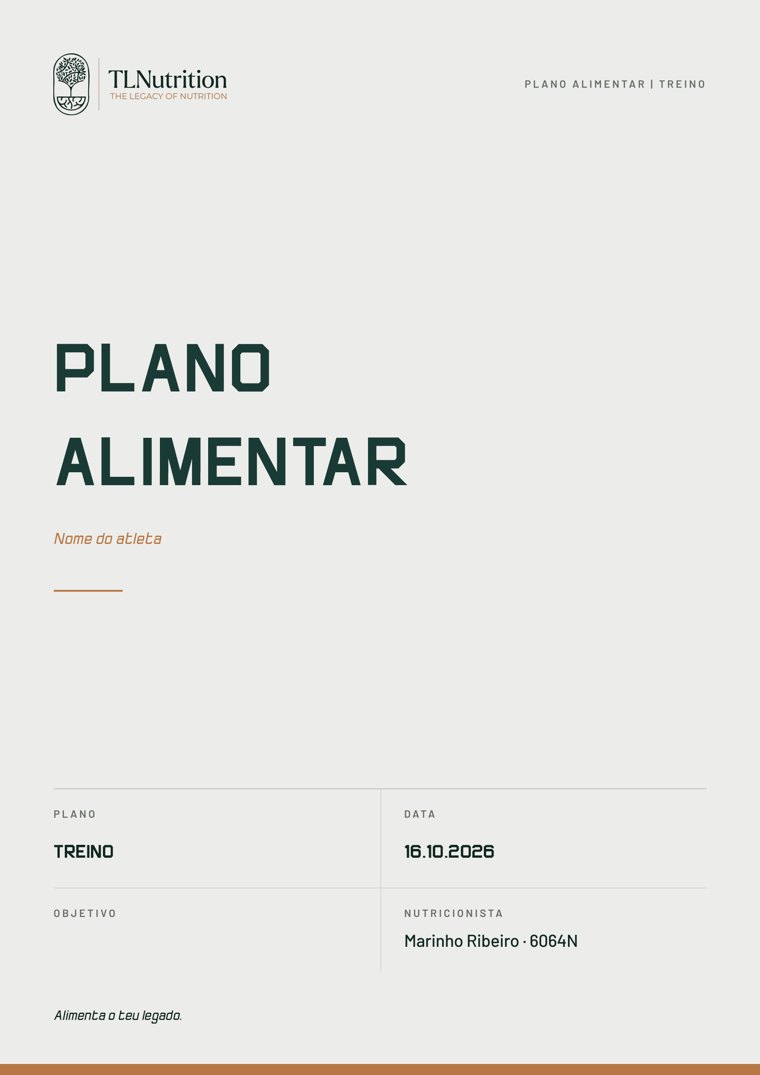 TLNutrition
THE LEGACY OF NUTRITION
PLANO ALIMENTAR | TREINO
PLANO
ALIMENTAR
Nome do atleta
PLANO
TREINO
DATA
16.10.2026
OBJETIVO
NUTRICIONISTA
Marinho Ribeiro · 6064N
Alimenta o teu legado.